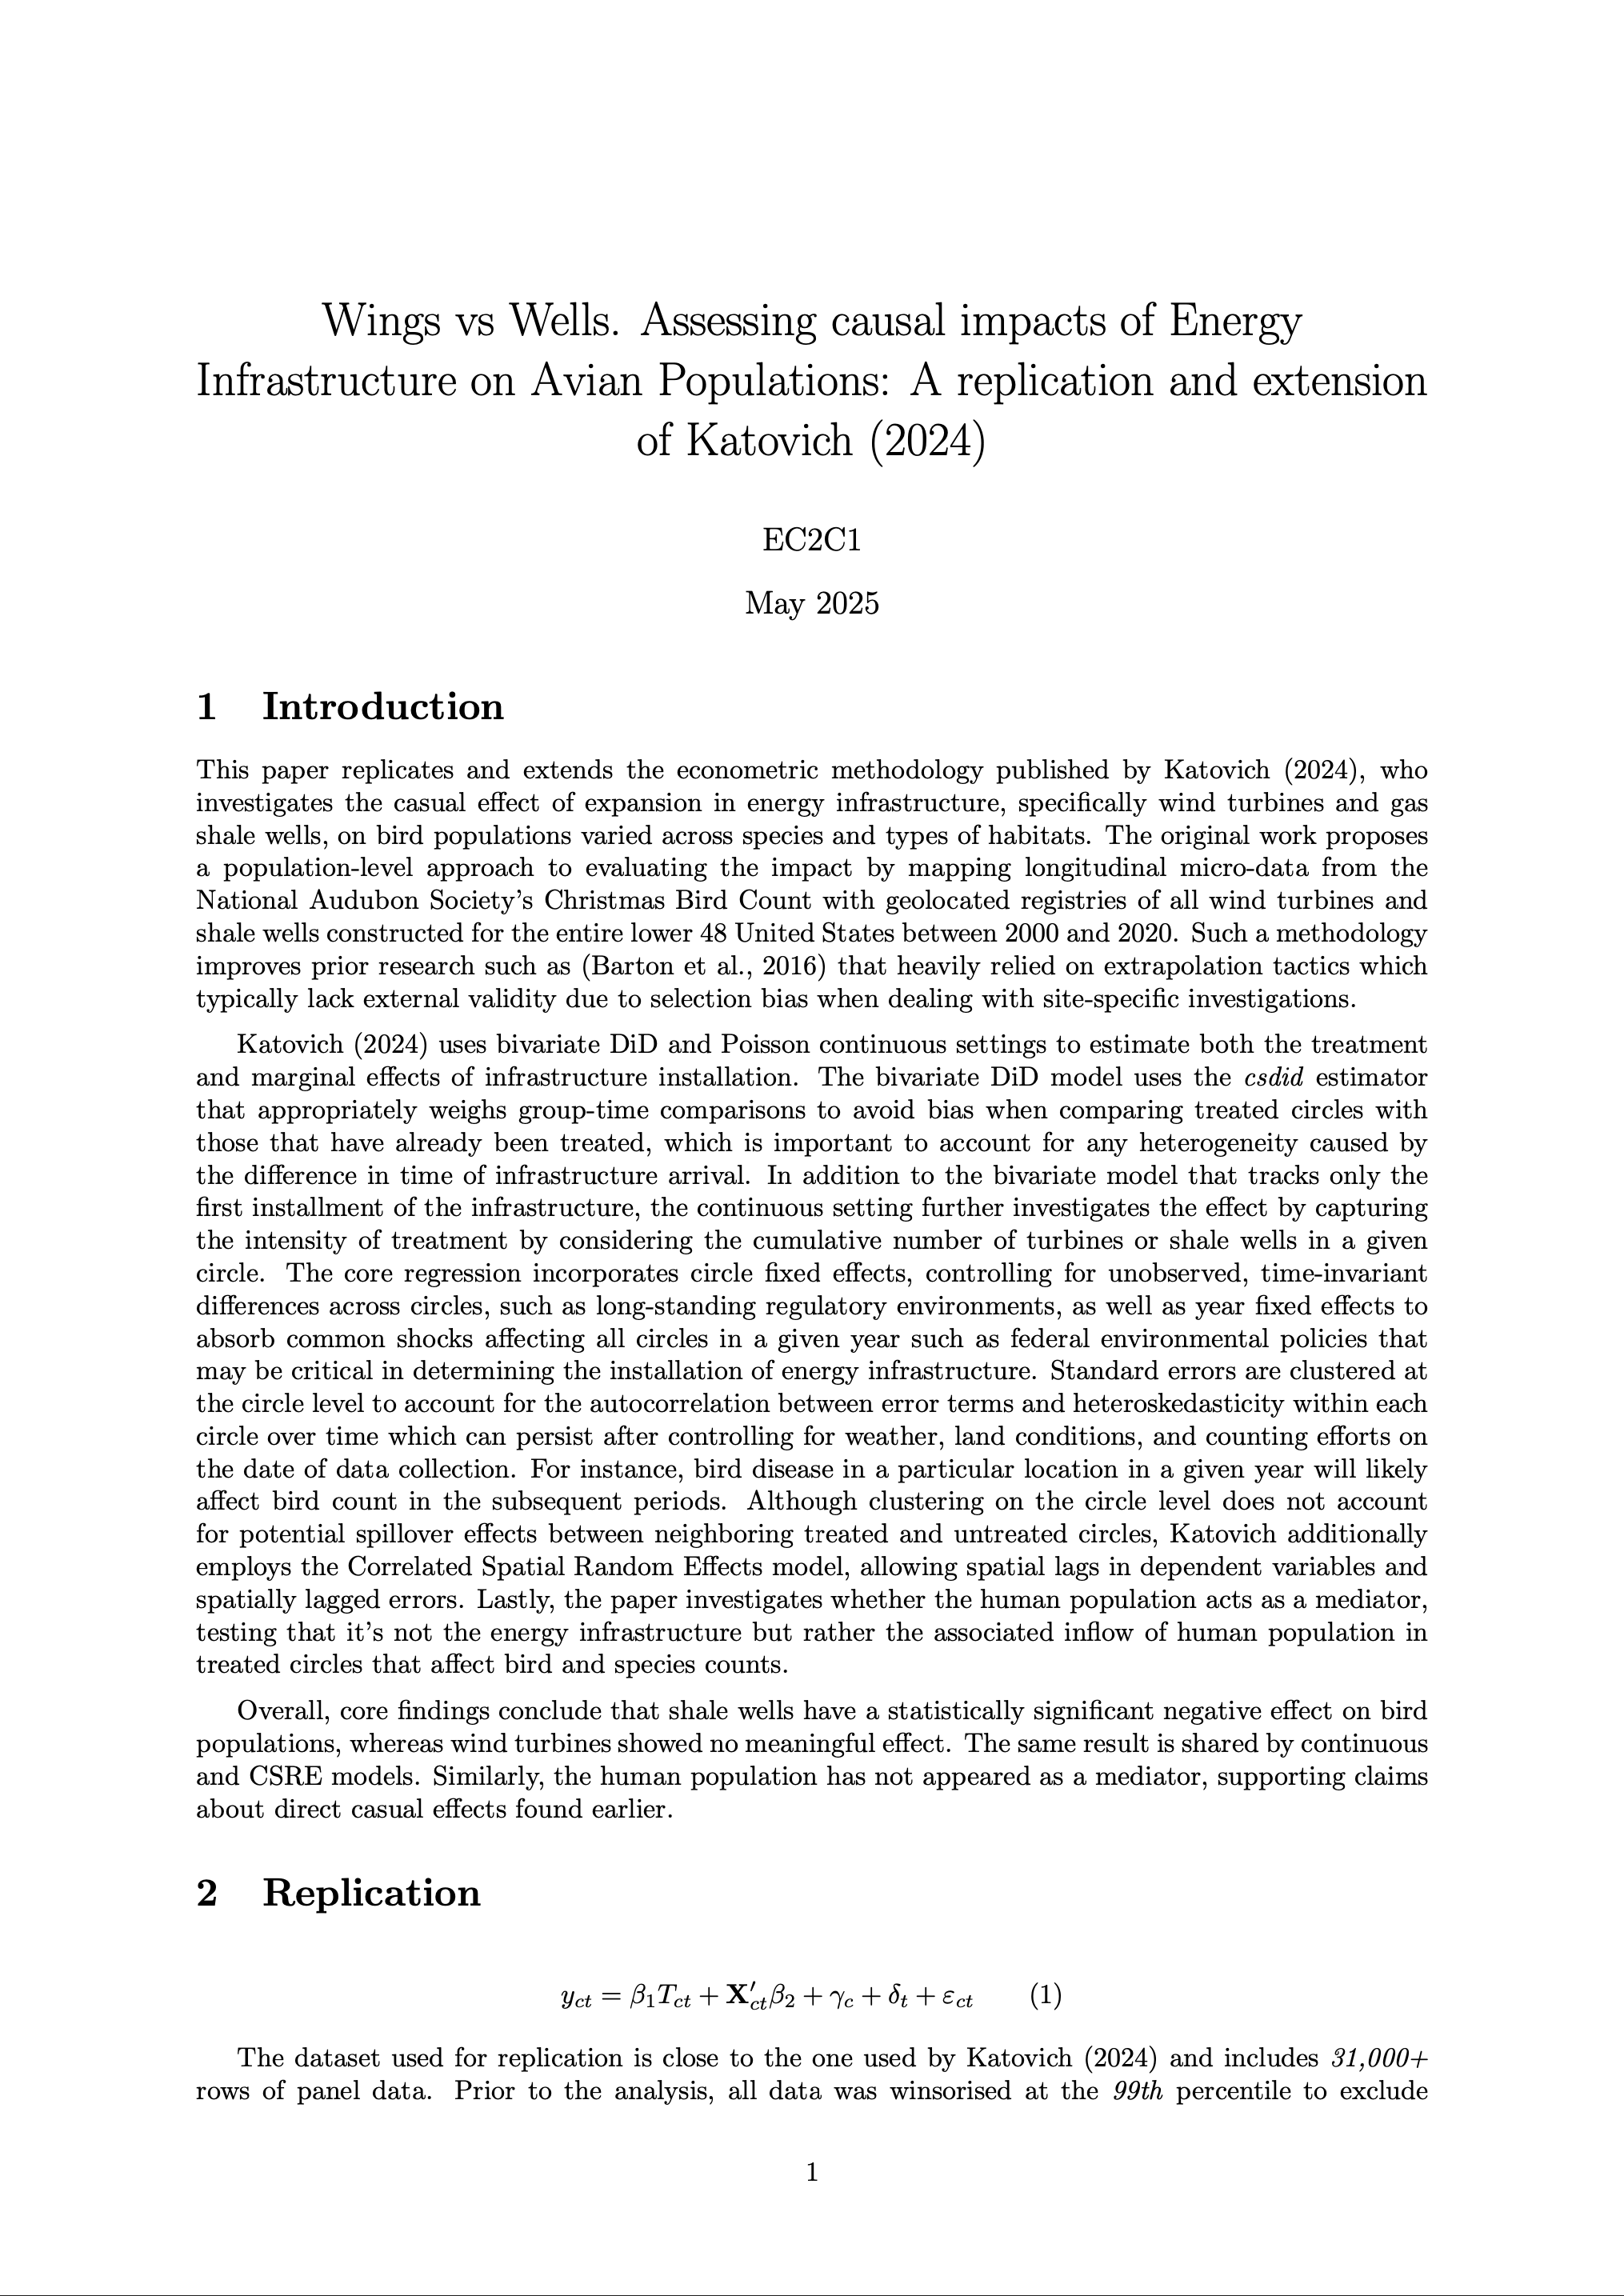 Wings vs Wells. Assessing causal impacts of Energy
Infrastructure on Avian Populations: A replication and extension
of Katovich (2024)
EC2C1
May 2025
1 Introduction
This paper replicates and extends the econometric methodology published by Katovich (2024), who
investigates the casual effect of expansion in energy infrastructure, specifically wind turbines and gas
shale wells, on bird populations varied across species and types of habitats. The original work proposes
a population-level approach to evaluating the impact by mapping longitudinal micro-data from the
National Audubon Society's Christmas Bird Count with geolocated registries of all wind turbines and
shale wells constructed for the entire lower 48 United States between 2000 and 2020. Such a methodology
improves prior research such as (Barton et al., 2016) that heavily relied on extrapolation tactics which
typically lack external validity due to selection bias when dealing with site-specific investigations.
Katovich (2024) uses bivariate DiD and Poisson continuous settings to estimate both the treatment
and marginal effects of infrastructure installation. The bivariate DiD model uses the csdid estimator
that appropriately weighs group-time comparisons to avoid bias when comparing treated circles with
those that have already been treated, which is important to account for any heterogeneity caused by
the difference in time of infrastructure arrival. In addition to the bivariate model that tracks only the
first installment of the infrastructure, the continuous setting further investigates the effect by capturing
the intensity of treatment by considering the cumulative number of turbines or shale wells in a given
circle. The core regression incorporates circle fixed effects, controlling for unobserved, time-invariant
differences across circles, such as long-standing regulatory environments, as well as year fixed effects to
absorb common shocks affecting all circles in a given year such as federal environmental policies that
may be critical in determining the installation of energy infrastructure. Standard errors are clustered at
the circle level to account for the autocorrelation between error terms and heteroskedasticity within each
circle over time which can persist after controlling for weather, land conditions, and counting efforts on
the date of data collection. For instance, bird disease in a particular location in a given year will likely
affect bird count in the subsequent periods. Although clustering on the circle level does not account
for potential spillover effects between neighboring treated and untreated circles, Katovich additionally
employs the Correlated Spatial Random Effects model, allowing spatial lags in dependent variables and
spatially lagged errors. Lastly, the paper investigates whether the human population acts as a mediator,
testing that it's not the energy infrastructure but rather the associated inflow of human population in
treated circles that affect bird and species counts.
Overall, core findings conclude that shale wells have a statistically significant negative effect on bird
populations, whereas wind turbines showed no meaningful effect. The same result is shared by continuous
and CSRE models. Similarly, the human population has not appeared as a mediator, supporting claims
about direct casual effects found earlier.
2 Replication
y_{ct} = β_1 T_{ct} + X′_{ct} β_2 + γ_c + δ_t + ε_{ct} (1)
The dataset used for replication is close to the one used by Katovich (2024) and includes 31,000+
rows of panel data. Prior to the analysis, all data was winsorised at the 99th percentile to exclude
1